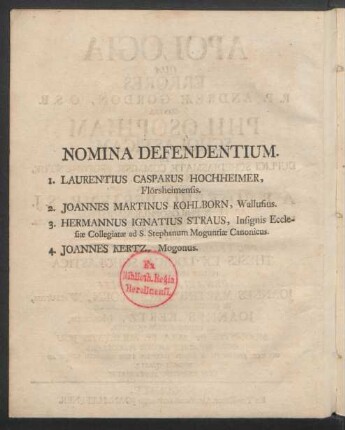 NOMINA DEFENDENTIUM.
1. LAURENTIUS CASPARUS HOCHHEIMER,
Flörsheimensis.
2. JOANNES MARTINUS KOHLBORN, Wallufius.
3. HERMANNUS IGNATIUS STRAUS, Insignis Eccle-
siæ Collegiatæ ad S. Stephanum Moguntiæ Canonicus.
4. JOANNES KERTZ, Mogonus.
Ex
Biblioth. Regia
Berolinensi.